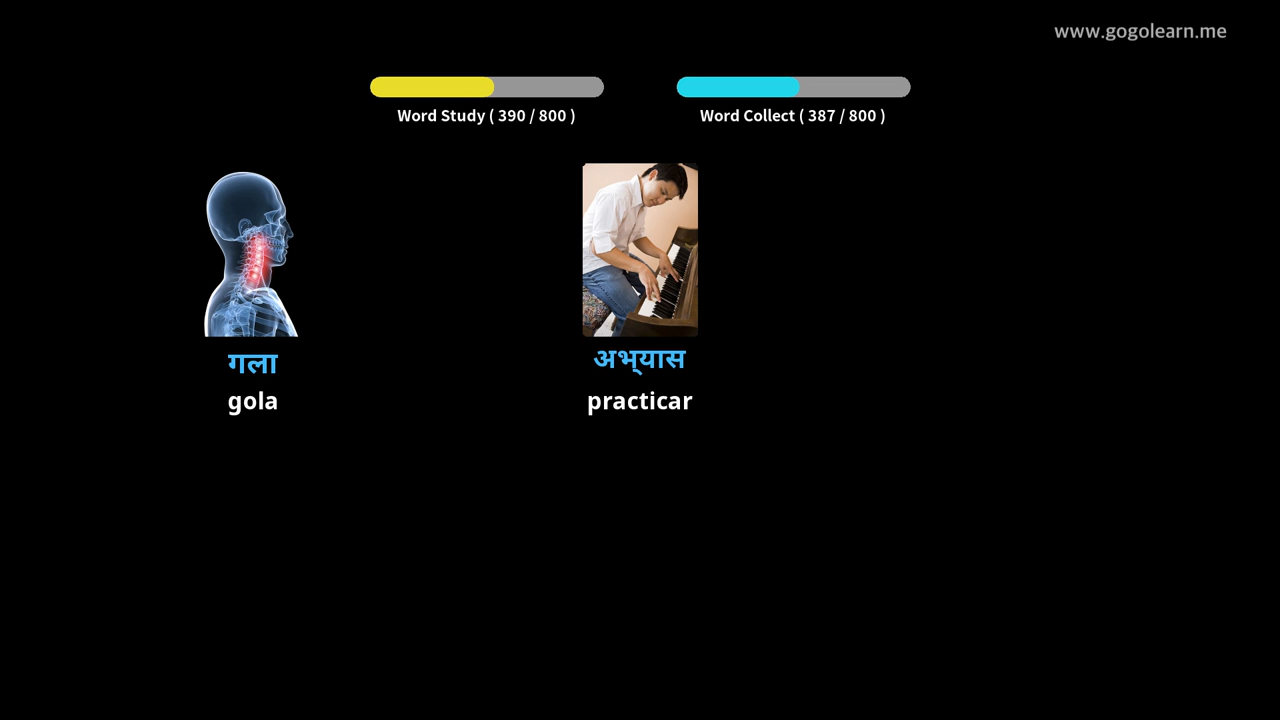 www.gogolearn.me
Word Study ( 390 / 800 )
Word Collect ( 387 / 800 )
गला
gola
अभ्यास
practicar